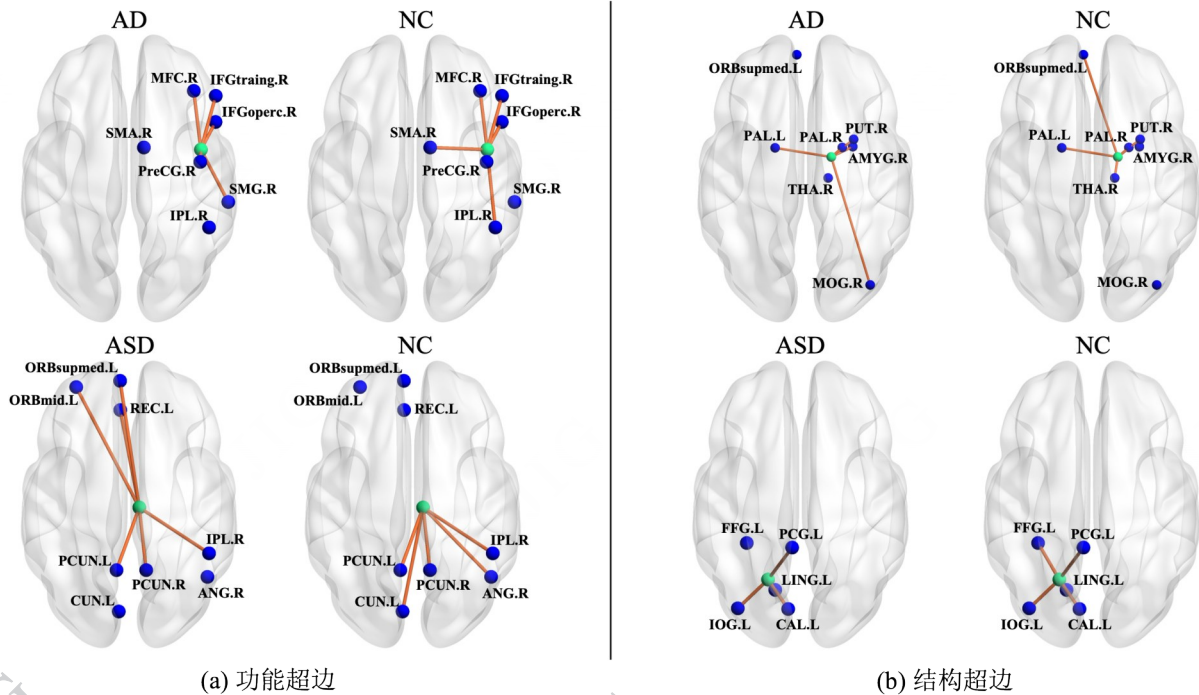 AD
NC
MFC.R
IFGtraing.R
IFGoperc.R
SMA.R
PreCG.R
SMG.R
IPL.R
MFC.R
IFGtraing.R
IFGoperc.R
SMA.R
PreCG.R
SMG.R
IPL.R
ASD
NC
ORBsupmed.L
ORBmid.L
REC.L
IPL.R
PCUN.L
PCUN.R
ANG.R
CUN.L
ORBsupmed.L
ORBmid.L
REC.L
IPL.R
PCUN.L
PCUN.R
ANG.R
CUN.L
(a) 功能超边
AD
NC
ORBsupmed.L
PAL.L
PAL.R
PUT.R
AMYG.R
THA.R
MOG.R
ORBsupmed.L
PAL.L
PAL.R
PUT.R
AMYG.R
THA.R
MOG.R
ASD
NC
FFG.L
PCG.L
LING.L
IOG.L
CAL.L
FFG.L
PCG.L
LING.L
IOG.L
CAL.L
(b) 结构超边